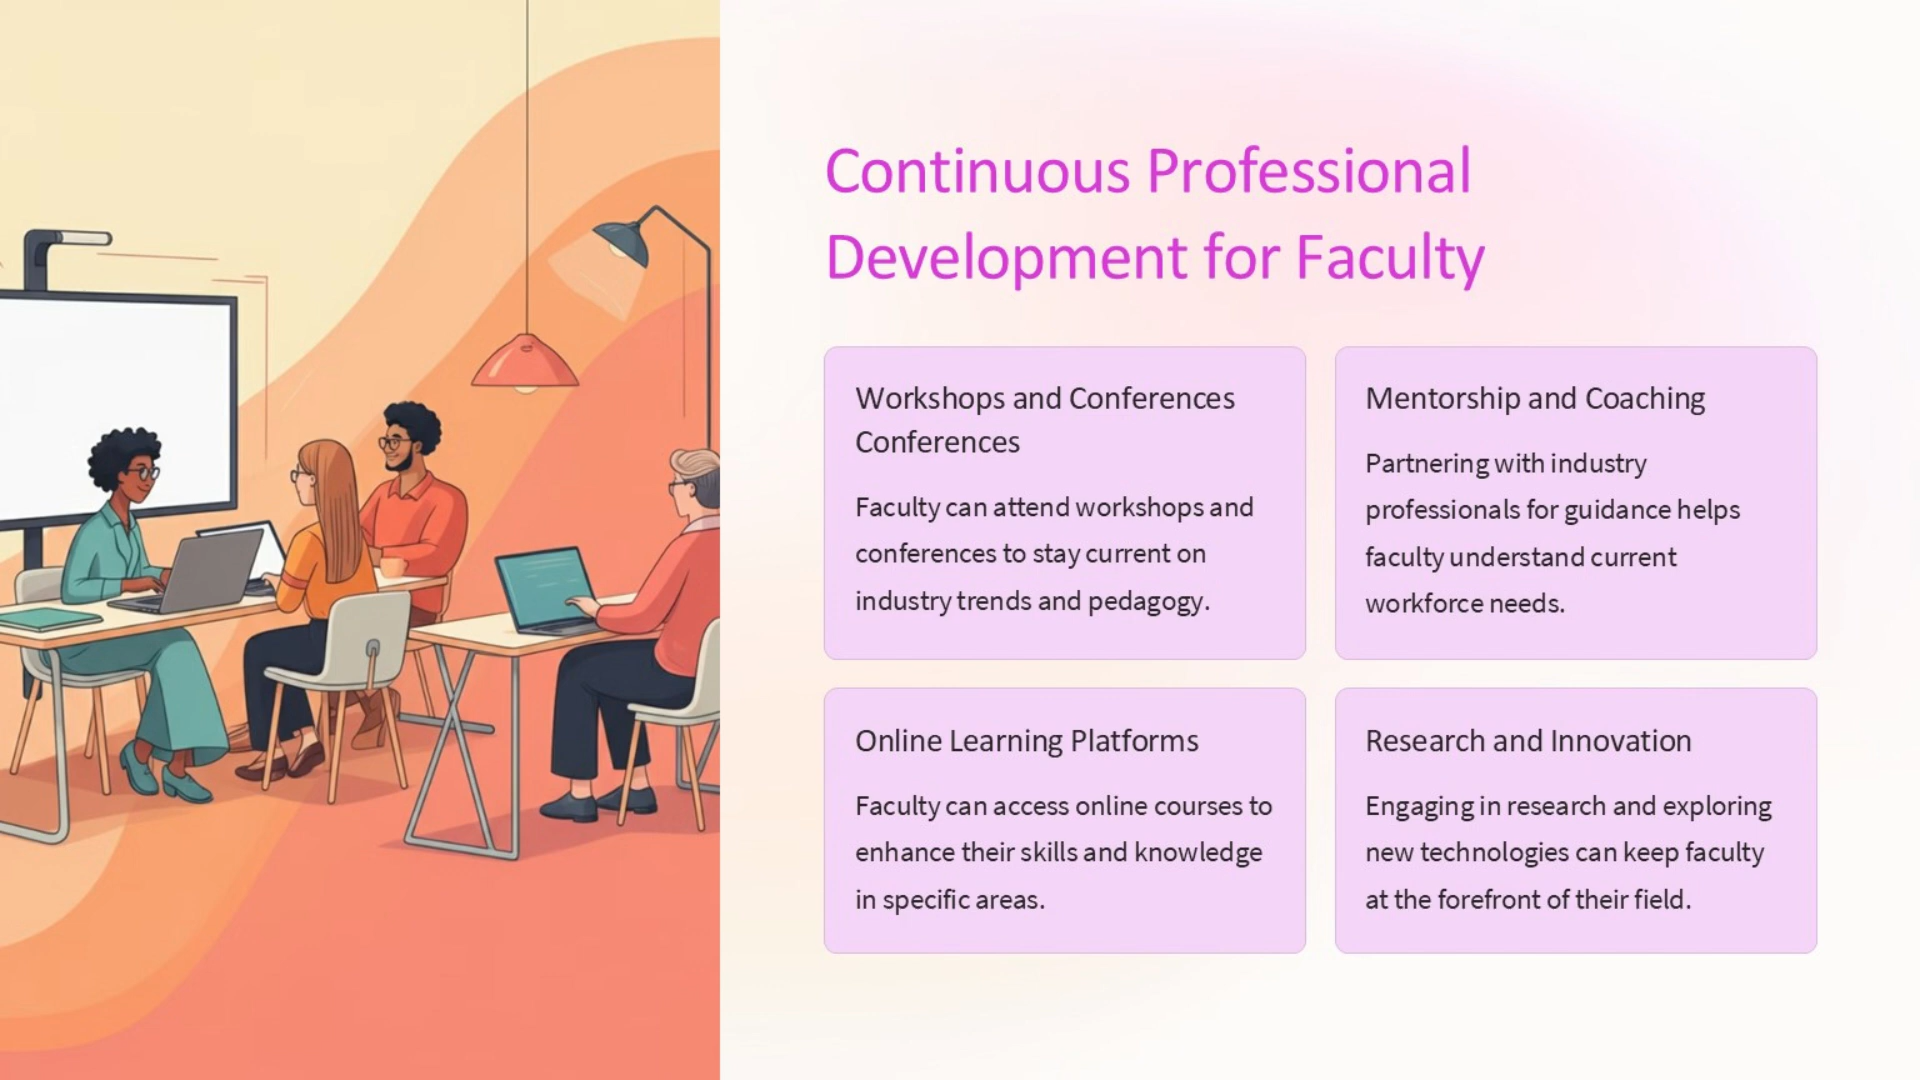 Continuous Professional
Development for Faculty
Workshops and Conferences
Conferences
Faculty can attend workshops and
conferences to stay current on
industry trends and pedagogy.
Mentorship and Coaching
Partnering with industry
professionals for guidance helps
faculty understand current
workforce needs.
Online Learning Platforms
Faculty can access online courses to
enhance their skills and knowledge
in specific areas.
Research and Innovation
Engaging in research and exploring
new technologies can keep faculty
at the forefront of their field.